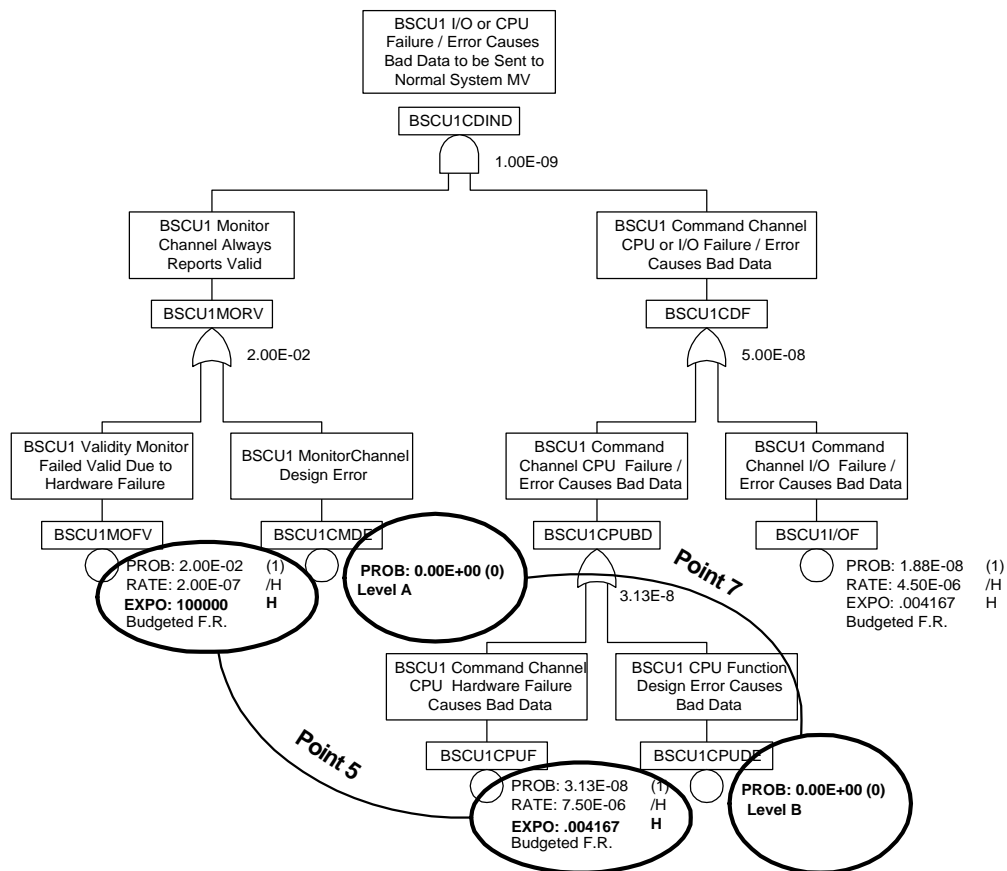 BSCU1 I/O or CPU
Failure / Error Causes
Bad Data to be Sent to
Normal System MV
BSCU1CDIND
1.00E-09
BSCU1 Monitor
Channel Always
Reports Valid
BSCU1 Command Channel
CPU or I/O Failure / Error
Causes Bad Data
BSCU1MORV
BSCU1CDF
2.00E-02
5.00E-08
BSCU1 Validity Monitor
Failed Valid Due to
Hardware Failure
BSCU1 MonitorChannel
Design Error
BSCU1 Command
Channel CPU Failure /
Error Causes Bad Data
BSCU1 Command
Channel I/O Failure /
Error Causes Bad Data
BSCU1MOFV
BSCU1CMDE
BSCU1CPUBD
BSCU1I/OF
PROB: 2.00E-02 (1)
RATE: 2.00E-07 /H
EXPO: 100000 H
Budgeted F.R.
PROB: 0.00E+00 (0)
Level A
3.13E-8
Point 7
PROB: 1.88E-08 (1)
RATE: 4.50E-06 /H
EXPO: .004167 H
Budgeted F.R.
BSCU1 Command Channel
CPU Hardware Failure
Causes Bad Data
BSCU1 CPU Function
Design Error Causes
Bad Data
Point 5
BSCU1CPUF
BSCU1CPUDE
PROB: 3.13E-08 (1)
RATE: 7.50E-06 /H
EXPO: .004167 H
Budgeted F.R.
PROB: 0.00E+00 (0)
Level B